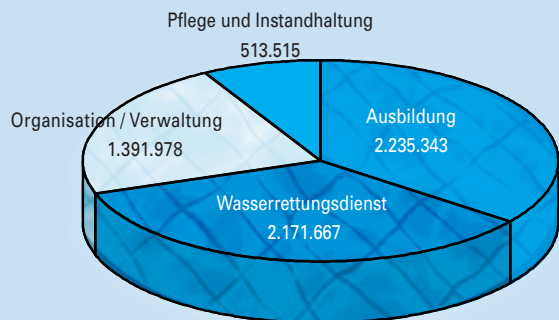 Pflege und Instandhaltung
513.515
Organisation / Verwaltung
1.391.978
Ausbildung
2.235.343
Wasserrettungsdienst
2.171.667